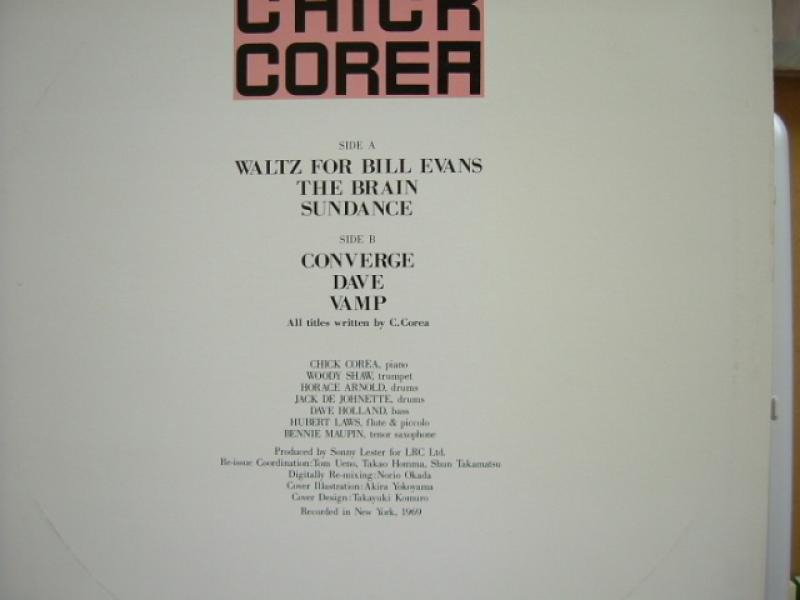 CHICK
COREA
SIDE A
WALTZ FOR BILL EVANS
THE BRAIN
SUNDANCE
SIDE B
CONVERGE
DAVE
VAMP
All titles written by C.Corea
CHICK COREA, piano
WOODY SHAW, trumpet
HORACE ARNOLD, drums
JACK DE JOHNETTE, drums
DAVE HOLLAND, bass
HUBERT LAWS, flute & piccolo
BENNIE MAUPIN, tenor saxophone
Produced by Sonny Lester for LRC Ltd.
Re-issue Coordination:Tom Ueno, Takao Homma, Shun Takamatsu
Digitally Re-mixing:Norio Okada
Cover Illustration:Akira Yokoyama
Cover Design:Takayuki Komuro
Recorded in New York, 1969